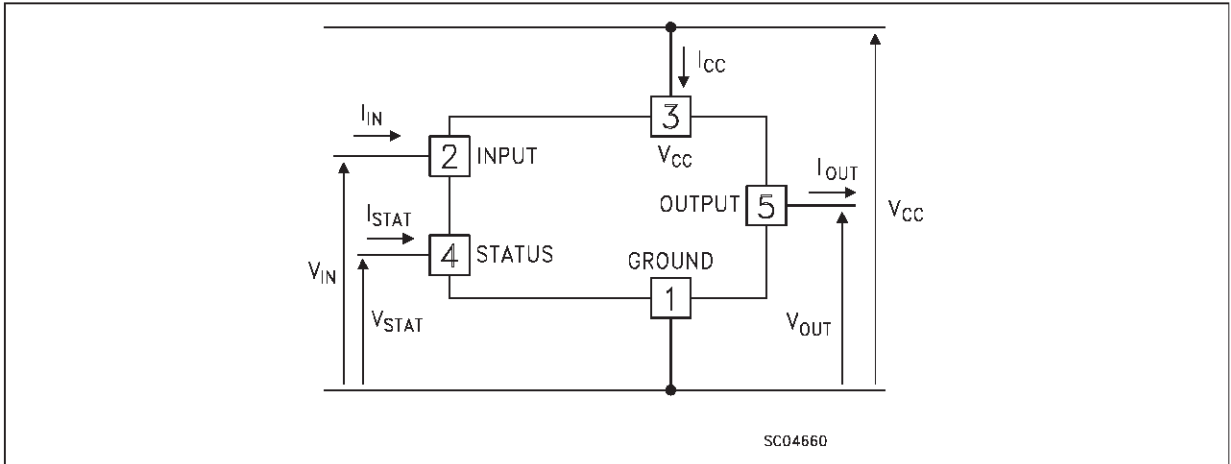 I_CC
3
V_CC
I_IN
2 INPUT
I_OUT
OUTPUT 5
V_CC
I_STAT
4 STATUS
GROUND
1
V_IN
V_STAT
V_OUT
SC04660